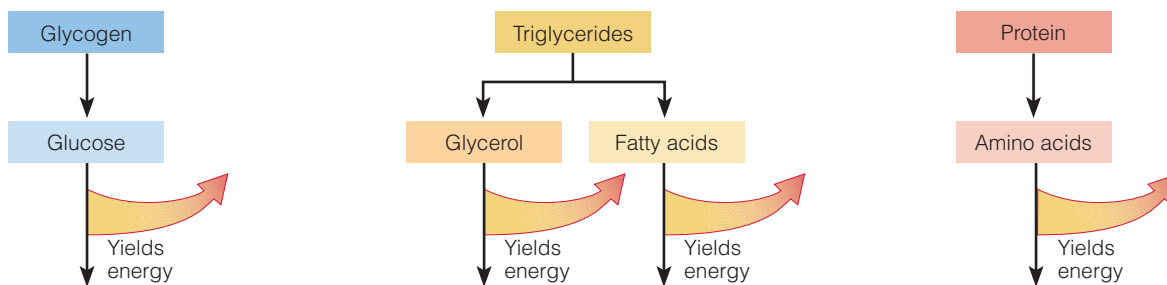 Glycogen
Triglycerides
Protein
Glucose
Glycerol
Fatty acids
Amino acids
Yields
energy
Yields
energy
Yields
energy
Yields
energy